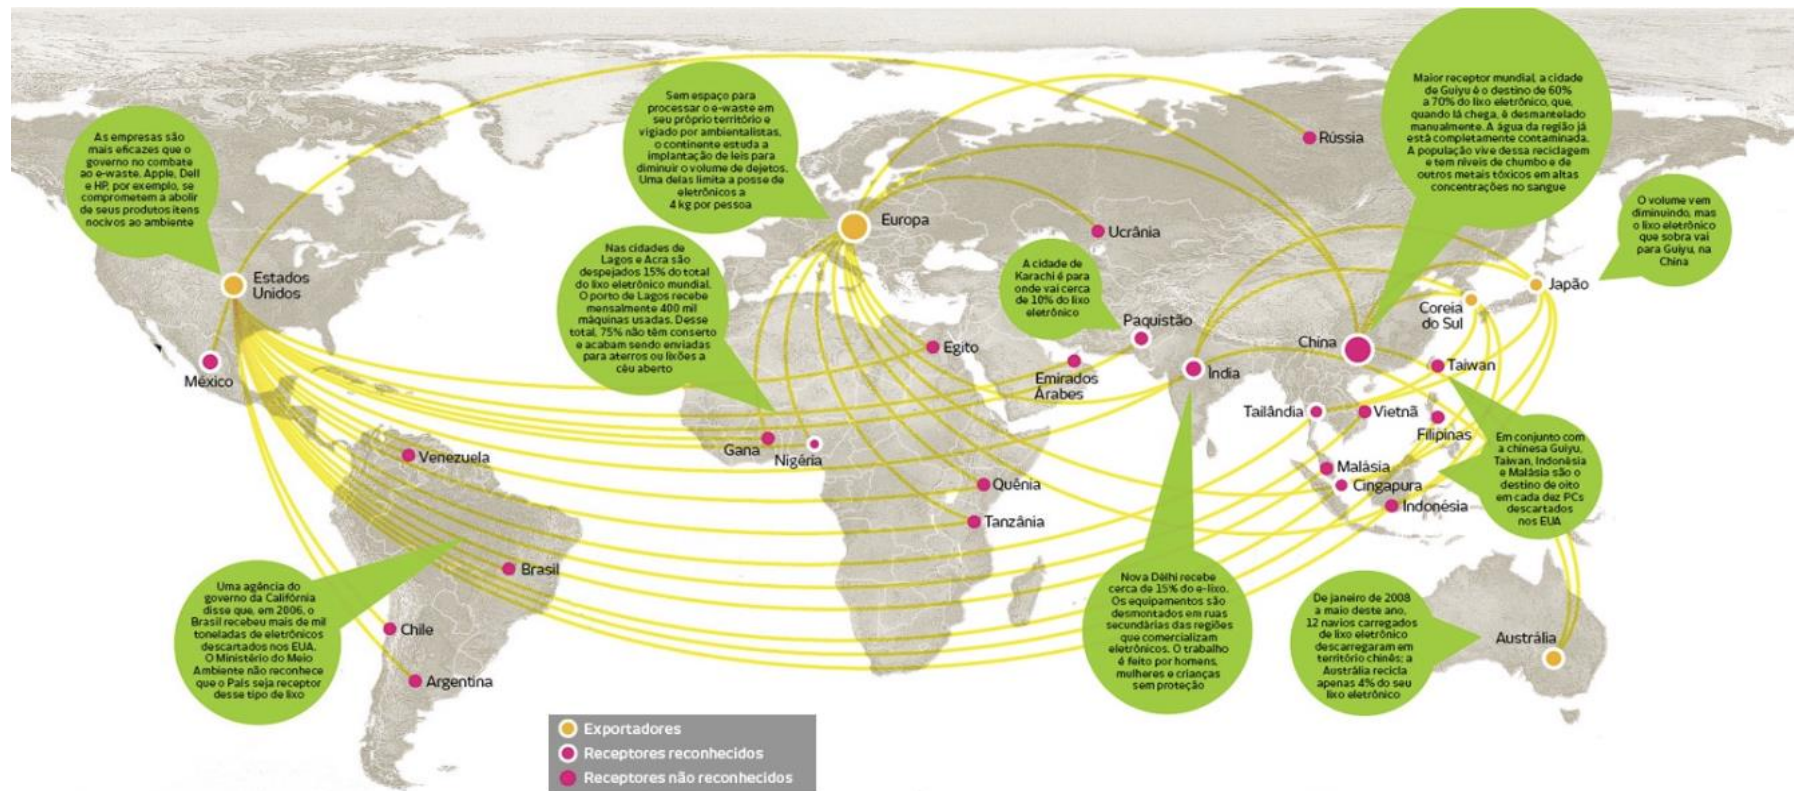 As empresas são
mais eficazes que o
governo no combate
ao e-waste. Apple, Dell
e HP, por exemplo, se
comprometem a abolir
de seus produtos itens
nocivos ao ambiente
Estados
Unidos
México
Sem espaço para
processar o e-waste em
seu próprio território e
vigiado por ambientalistas,
o continente estuda a
implantação de leis para
diminuir o volume de dejetos.
Uma delas limita a posse de
eletrônicos a
4 kg por pessoa
Europa
Nas cidades de
Lagos e Acra são
despejados 15% do total
do lixo eletrônico mundial.
O porto de Lagos recebe
mensalmente 400 mil
máquinas usadas. Desse
total, 75% não têm conserto
e acabam sendo enviadas
para aterros ou lixões a
céu aberto
Maior receptor mundial, a cidade
de Guiyu é o destino de 60%
a 70% do lixo eletrônico, que,
quando lá chega, é desmantelado
manualmente. A água da região já
está completamente contaminada.
A população vive dessa reciclagem
e tem níveis de chumbo e de
outros metais tóxicos em altas
concentrações no sangue
Rússia
Ucrânia
O volume vem
diminuindo, mas
o lixo eletrônico
que sobra vai
para Guiyu, na
China
Japão
Coreia
do Sul
A cidade de
Karachi é para
onde vai cerca
de 10% do lixo
eletrônico
Paquistão
Emirados
Árabes
Egito
Índia
China
Taiwan
Tailândia
Vietnã
Filipinas
Malásia
Cingapura
Indonésia
Em conjunto com
a chinesa Guiyu,
Taiwan, Indonésia
e Malásia são o
destino de oito
em cada dez PCs
descartados
nos EUA
Gana
Nigéria
Quênia
Tanzânia
Venezuela
Brasil
Chile
Argentina
Uma agência do
governo da Califórnia
disse que, em 2006, o
Brasil recebeu mais de mil
toneladas de eletrônicos
descartados nos EUA.
O Ministério do Meio
Ambiente não reconhece
que o País seja receptor
desse tipo de lixo
Nova Délhi recebe
cerca de 15% do e-lixo.
Os equipamentos são
desmontados em ruas
secundárias das regiões
que comercializam
eletrônicos. O trabalho
é feito por homens,
mulheres e crianças
sem proteção
De janeiro de 2008
a maio deste ano,
12 navios carregados
de lixo eletrônico
descarregaram em
território chinês; a
Austrália recicla
apenas 4% do seu
lixo eletrônico
Austrália
Exportadores
Receptores reconhecidos
Receptores não reconhecidos